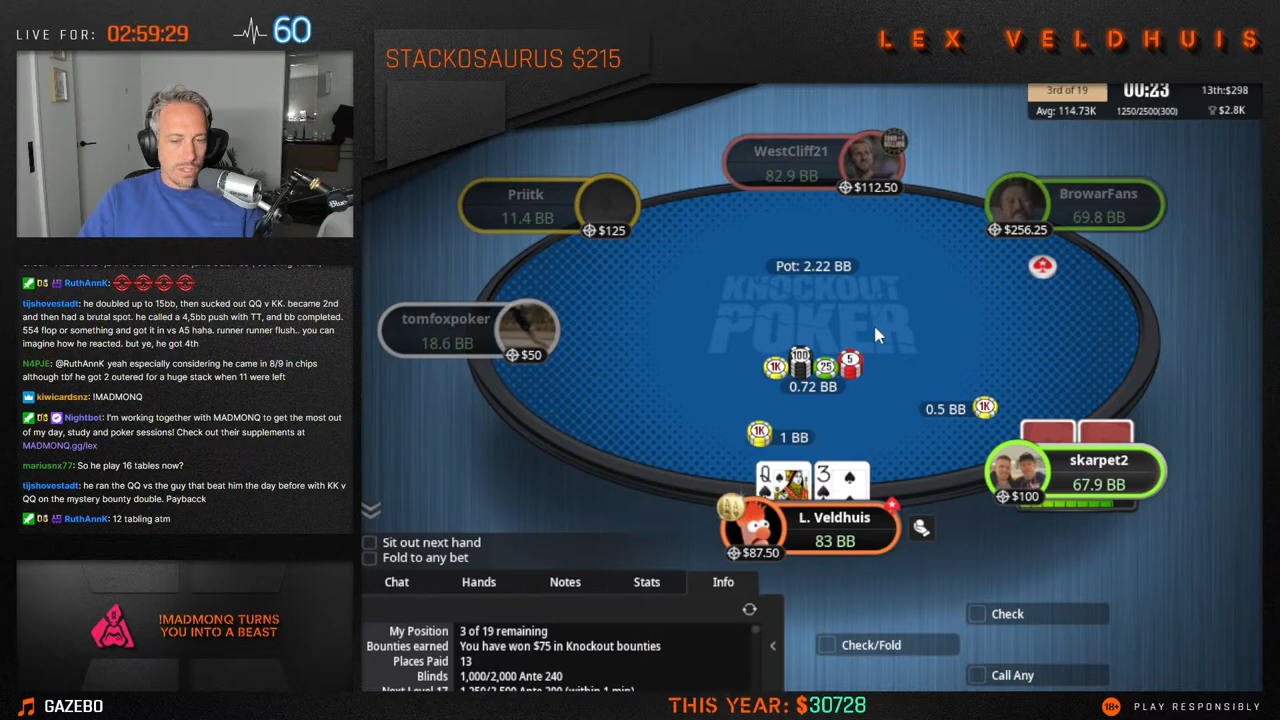 LIVE FOR: 02:59:29
60
STACKOSAURUS $215
LEX VELDHUIS
3rd of 19
00:23
13th:$298
Avg: 114.73K
1250/2500(300)
$2.8K
WestCliff21
82.9 BB
$112.50
Priitk
11.4 BB
$125
BrowarFans
69.8 BB
$256.25
Pot: 2.22 BB
KNOCKOUT
POKER
tomfoxpoker
18.6 BB
$50
1K 100 25 5
0.72 BB
0.5 BB 1K
1K 1 BB
Q 3
skarpet2
67.9 BB
$100
L. Veldhuis
83 BB
$87.50
RuthAnnK:
tijshovestadt: he doubled up to 15bb, then sucked out QQ v KK. became 2nd
and then had a brutal spot. he called a 4,5bb push with TT, and bb completed.
554 flop or something and got it in vs A5 haha. runner runner flush.. you can
imagine how he reacted. but ye, he got 4th
N4PJE: @RuthAnnK yeah especially considering he came in 8/9 in chips
although tbf he got 2 outered for a huge stack when 11 were left
kiwicardsnz: !MADMONQ
Nightbot: I'm working together with MADMONQ to get the most out
of my day, study and poker sessions! Check out their supplements at
MADMONQ.gg/lex
mariusnx77: So he play 16 tables now?
tijshovestadt: he ran the QQ vs the guy that beat him the day before with KK v
QQ on the mystery bounty double. Paybacck
RuthAnnK: 12 tabling atm
Sit out next hand
Fold to any bet
Chat Hands Notes Stats Info
My Position 3 of 19 remaining
Bounties earned You have won $75 in Knockout bounties
Places Paid 13
Blinds 1,000/2,000 Ante 240
Check
Check/Fold
Call Any
!MADMONQ TURNS
YOU INTO A BEAST
GAZEBO
THIS YEAR: $30728
18+ PLAY RESPONSIBLY